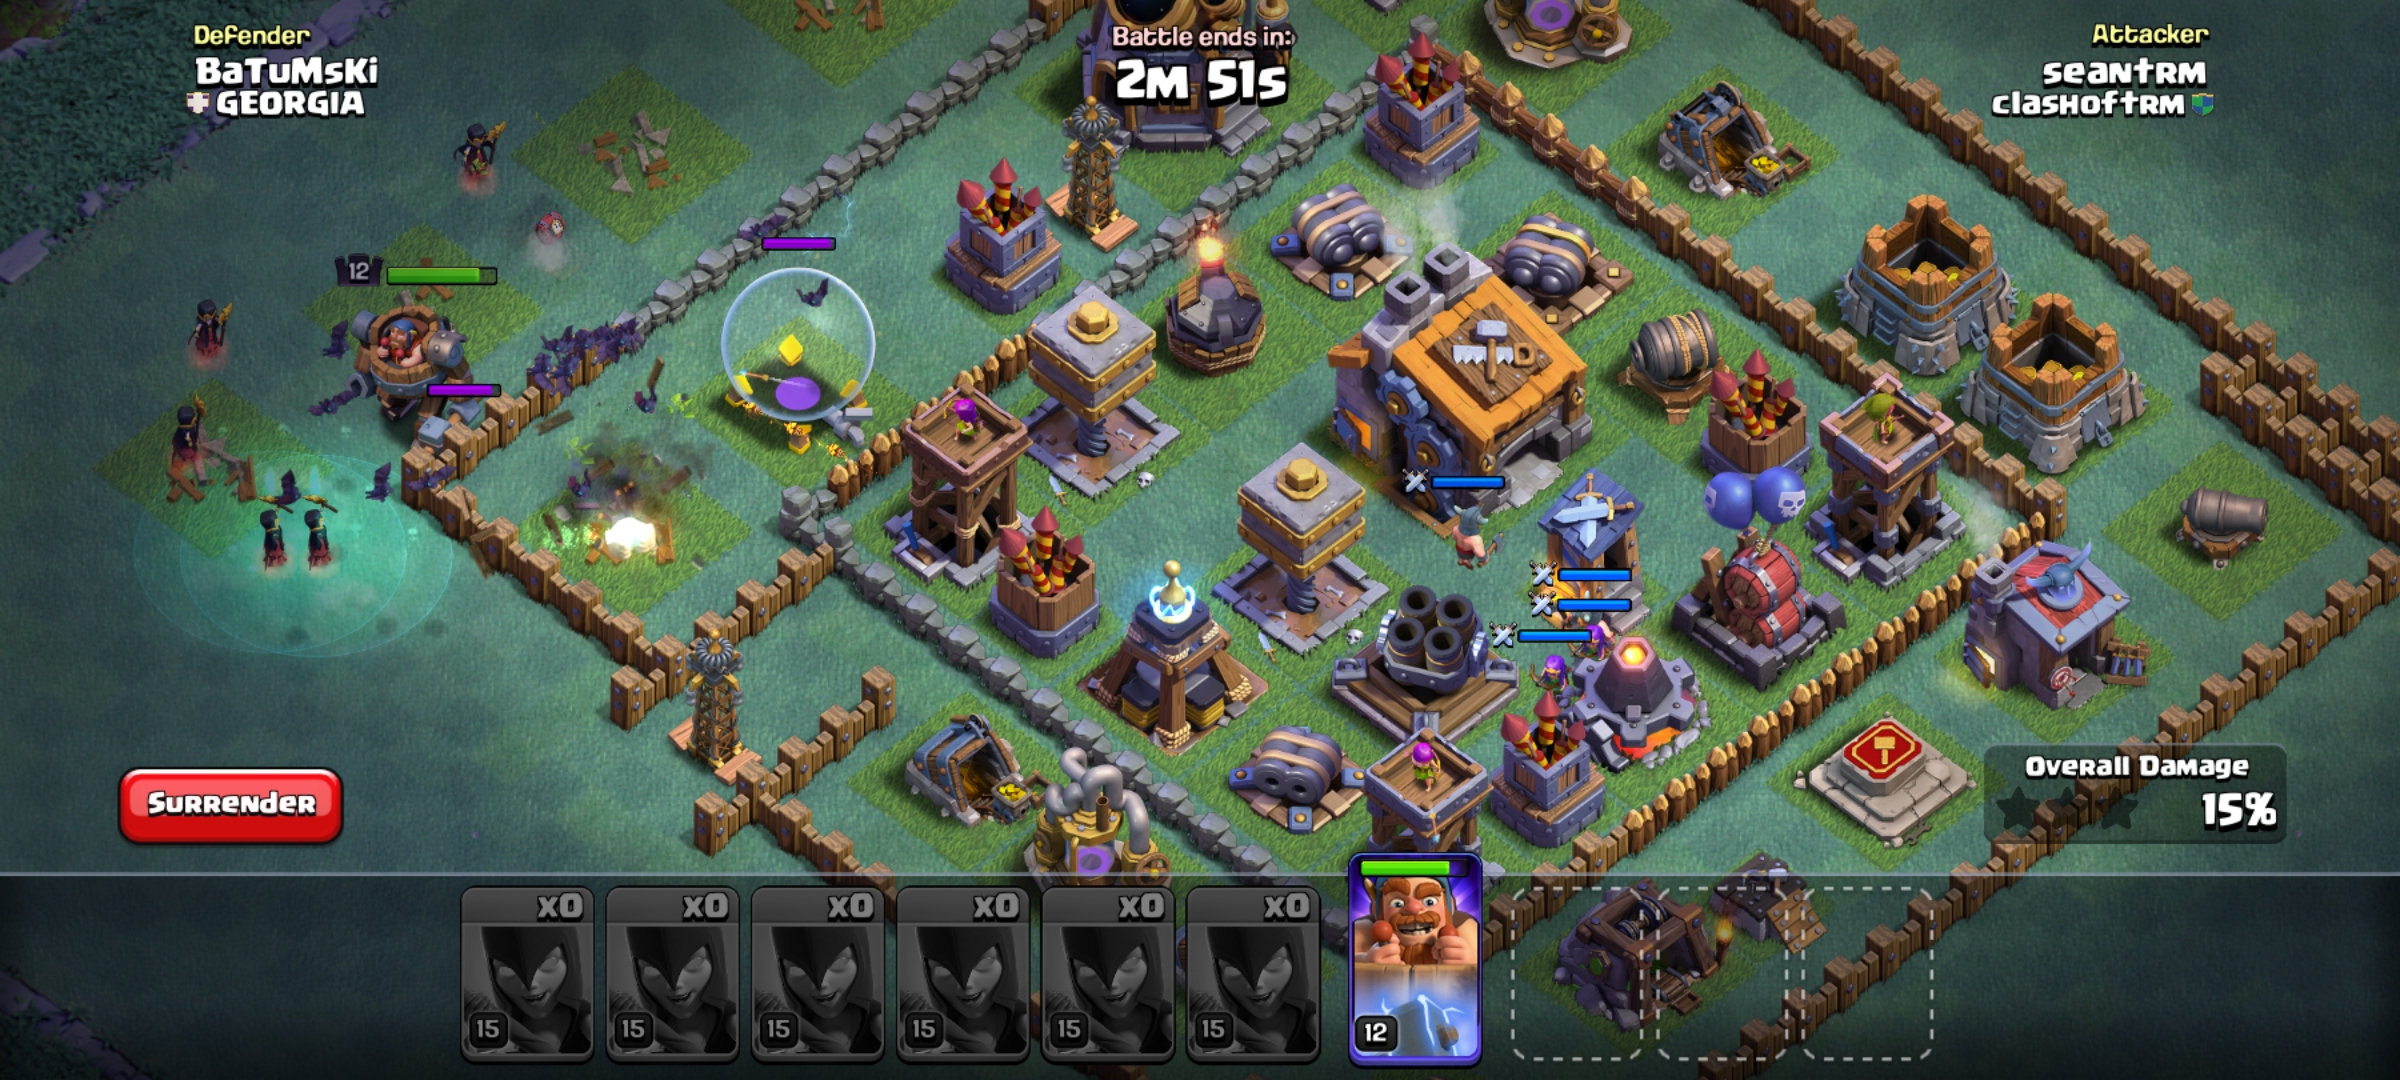 Defender
BaTuMsKi
GEORGIA
Battle ends in:
2M 51s
Attacker
seantRM
clashoftRM
12
Surrender
Overall Damage
15%
x0
x0
x0
x0
x0
x0
15
15
15
15
15
15
12